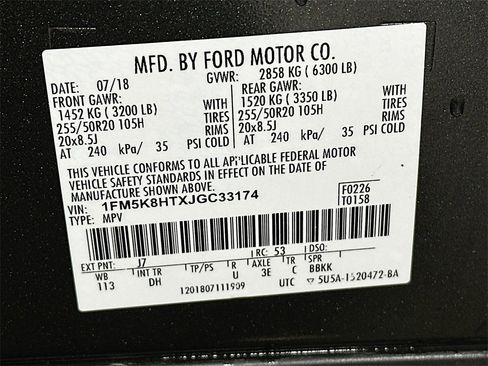 MFD. BY FORD MOTOR CO.
DATE: 07/18 GVWR: 2858 KG ( 6300 LB)
FRONT GAWR: REAR GAWR:
1452 KG ( 3200 LB) WITH 1520 KG ( 3350 LB) WITH
255/50R20 105H TIRES 255/50R20 105H TIRES
20x8.5J RIMS 20x8.5J RIMS
AT 240 kPa/ 35 PSI COLD AT 240 kPa/ 35 PSI COLD
THIS VEHICLE CONFORMS TO ALL APPLICABLE FEDERAL MOTOR
VEHICLE SAFETY STANDARDS IN EFFECT ON THE DATE OF
MANUFACTURE SHOWN ABOVE.
VIN: 1FM5K8HTXJGC33174 F0226
TYPE: MPV T0158
EXT PNT: J7 RC: 53 DSO:
WB INT TR TP/PS R AXLE TR SPR
113 DH U 3E C BBKK
1201807111909 UTC ▽ 5U5A-1520472-BA